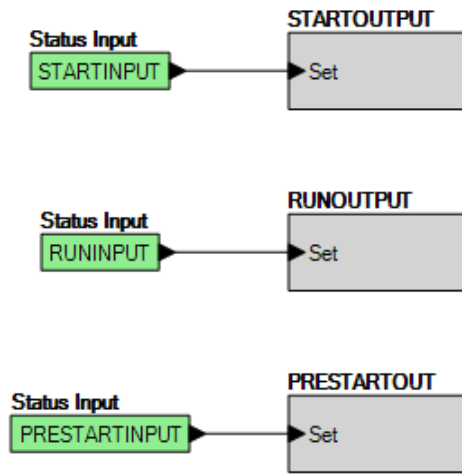 STARTOUTPUT
Status Input
STARTINPUT
Set
RUNOUTPUT
Status Input
RUNINPUT
Set
PRESTARTOUT
Status Input
PRESTARTINPUT
Set